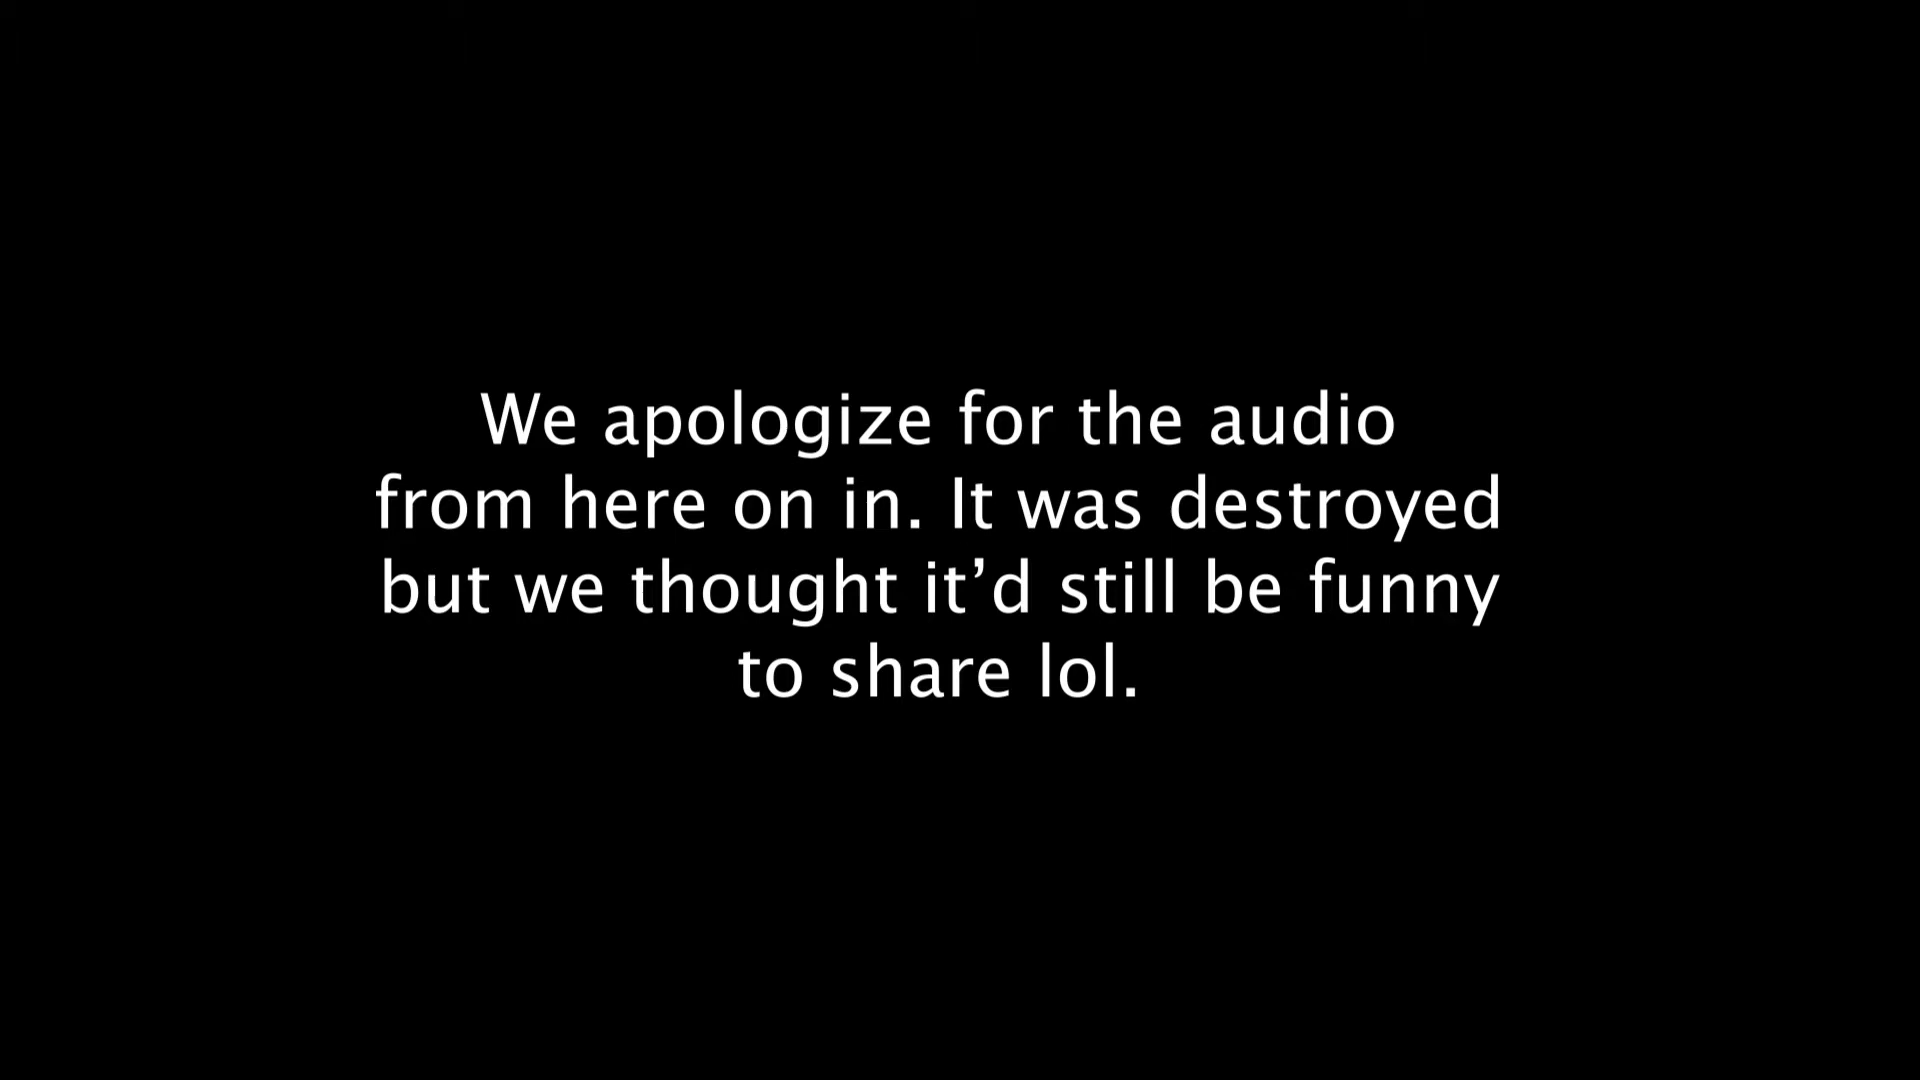 We apologize for the audio
from here on in. It was destroyed
but we thought it’d still be funny
to share lol.